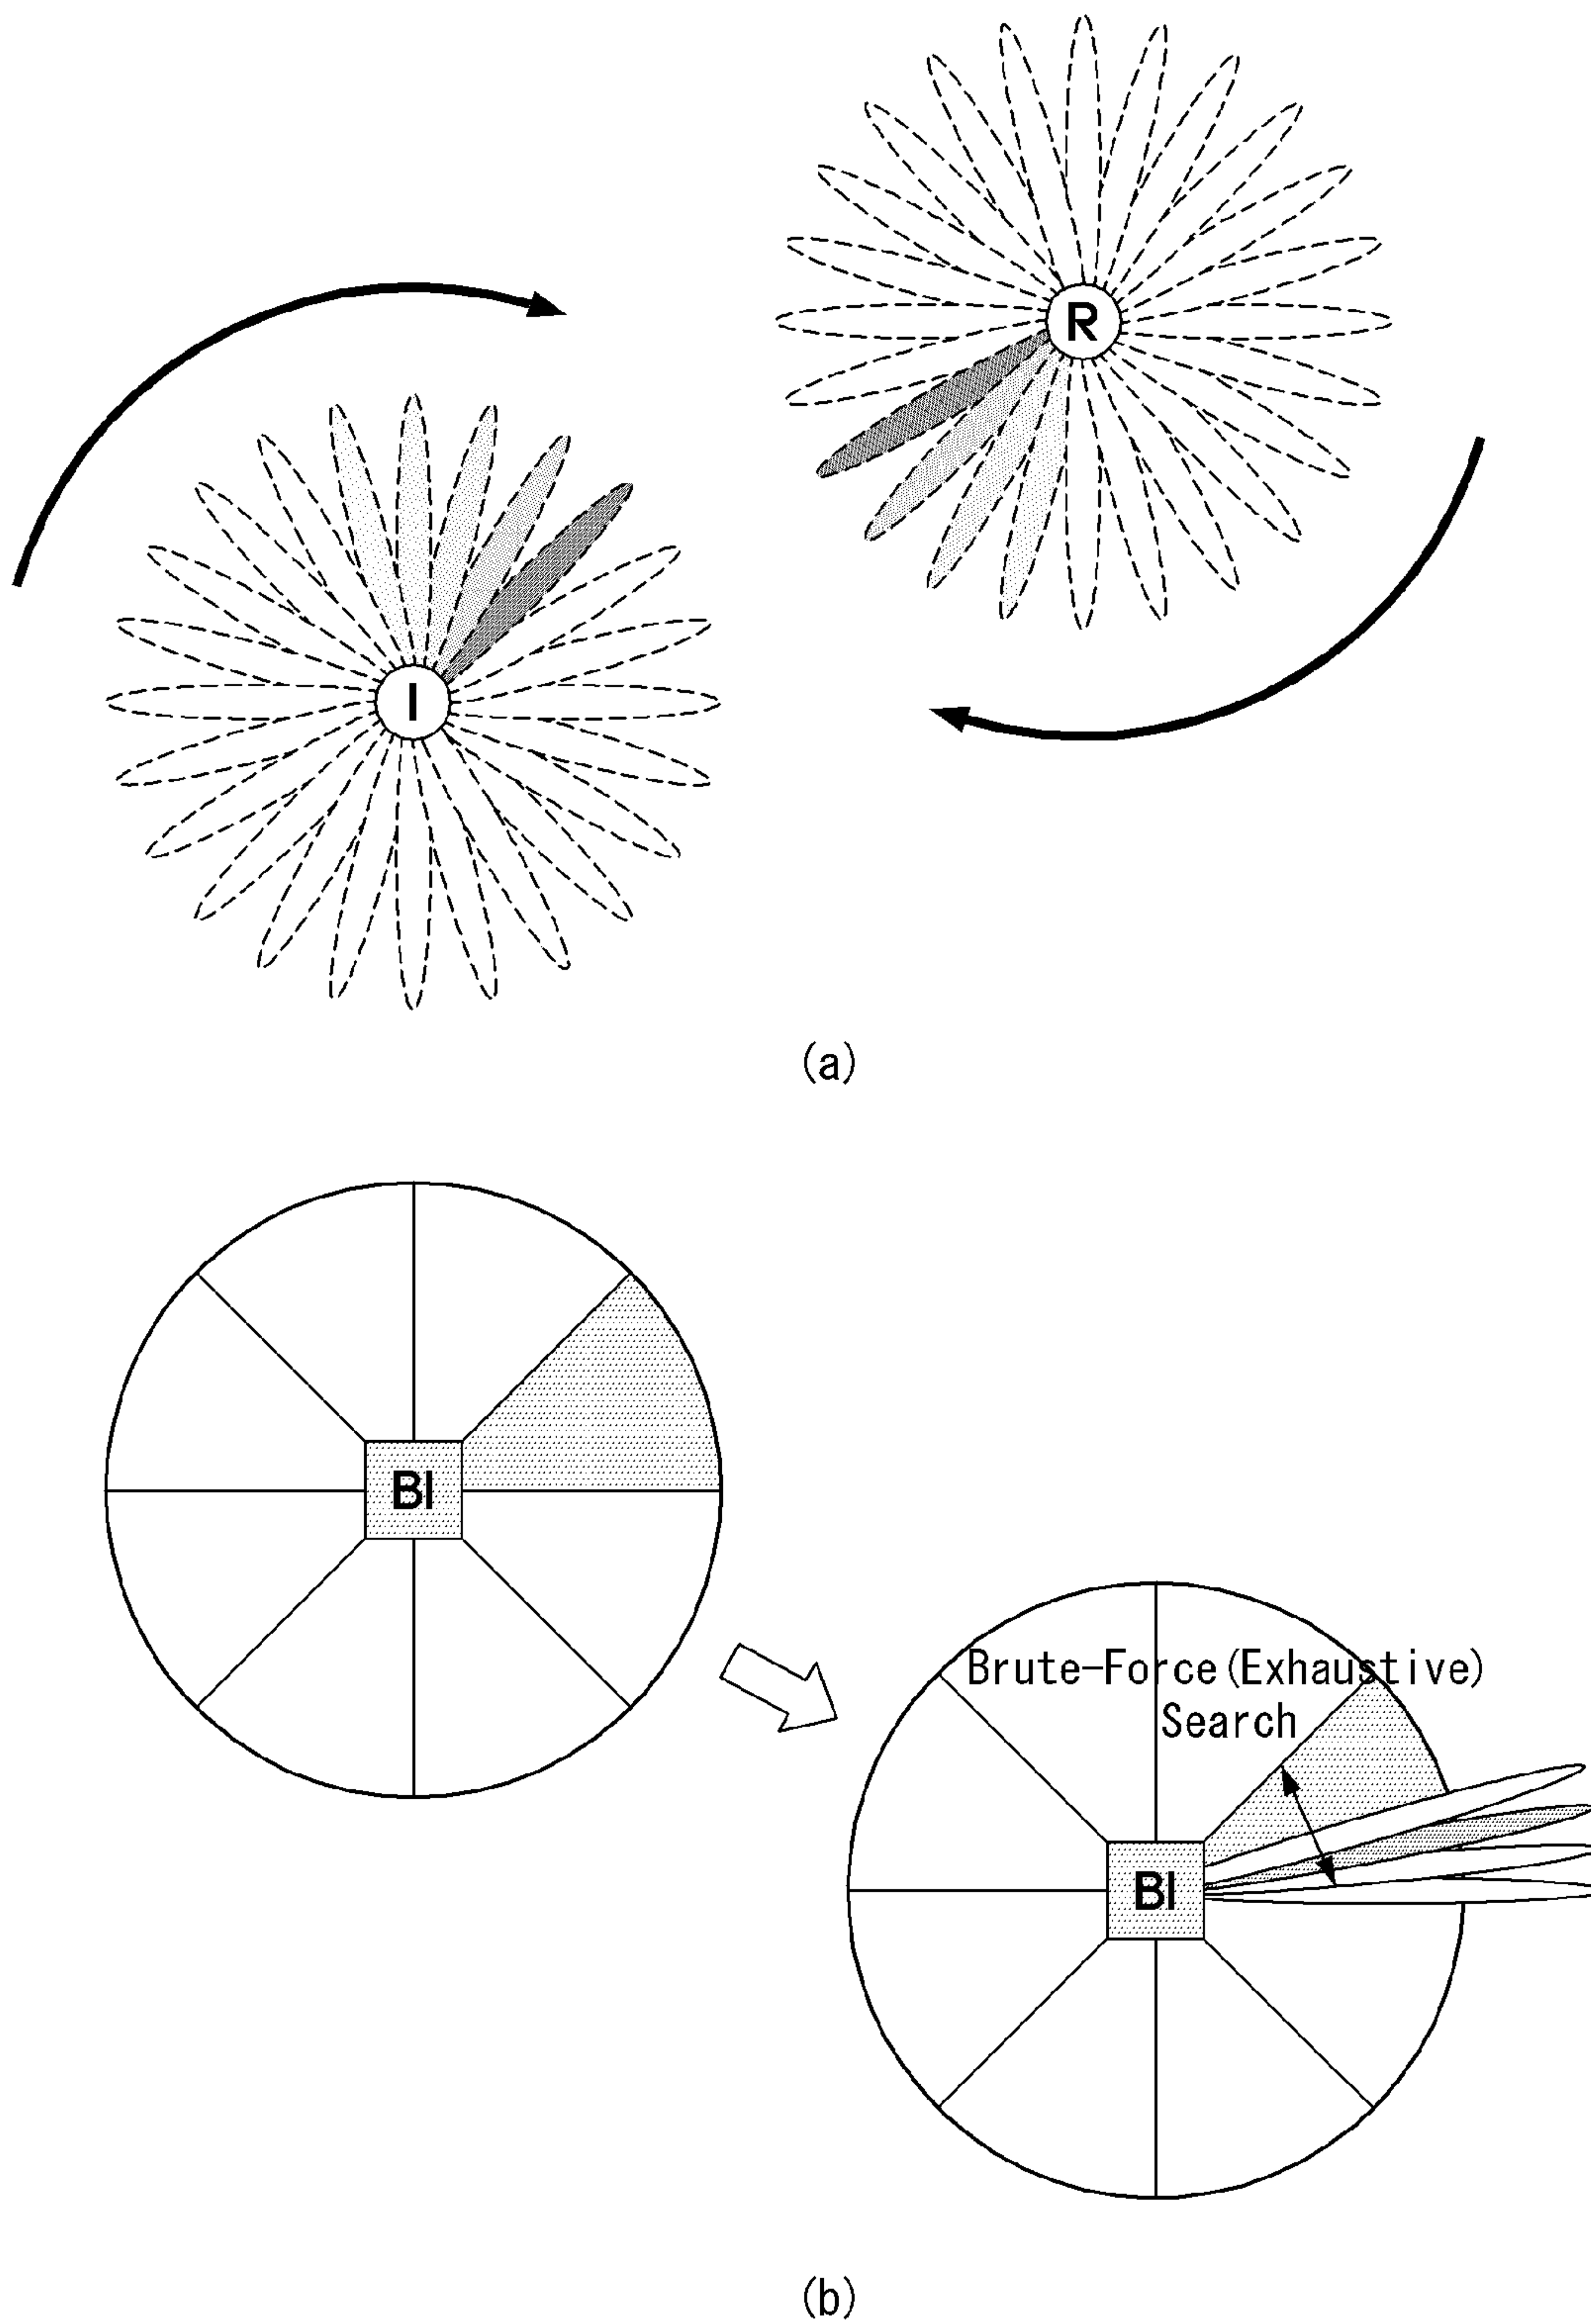 R
I
(a)
BI
Brute-Force(Exhaustive)
Search
BI
(b)